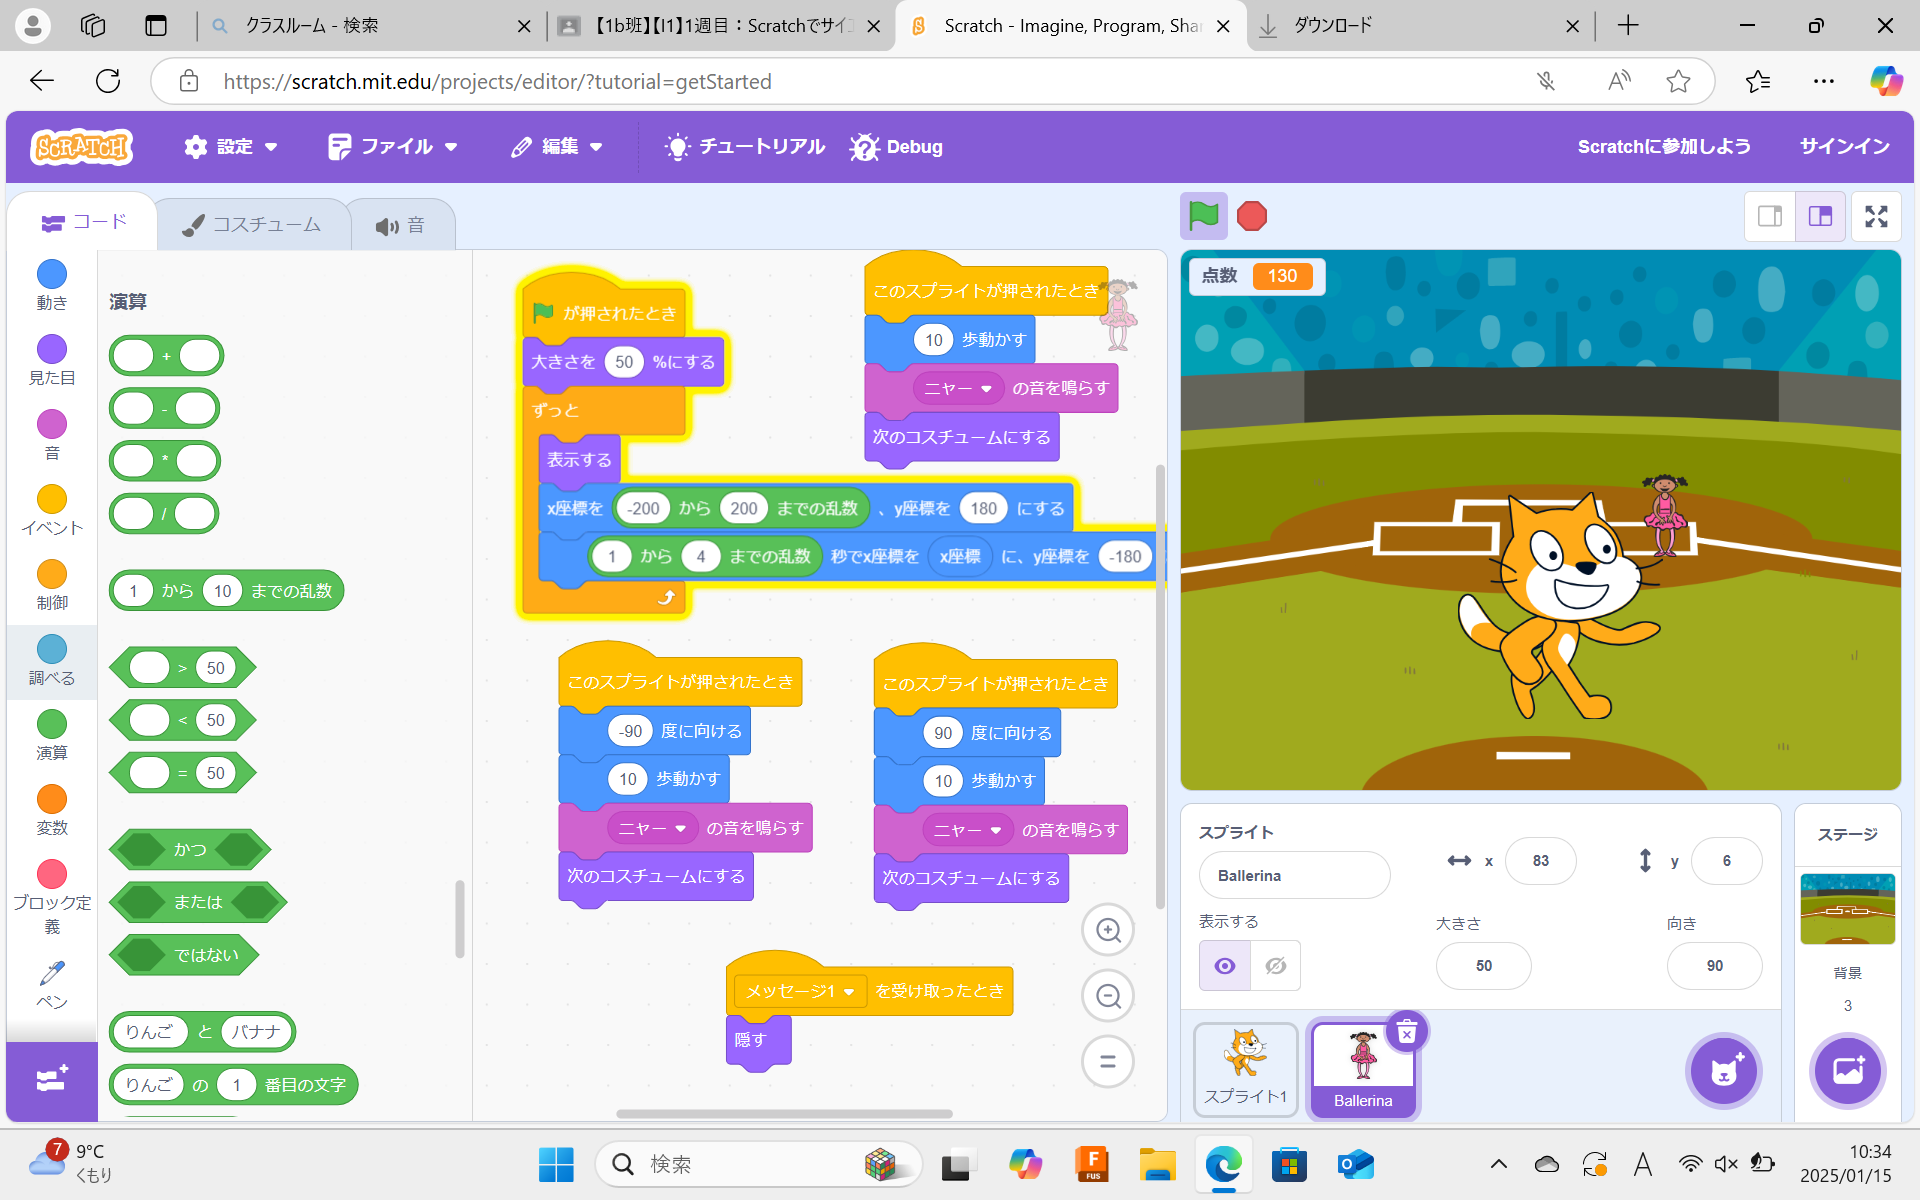 クラスルーム - 検索
【1b班】【I1】1週目：Scratchでサイエ
Scratch - Imagine, Program, Shar
ダウンロード
https://scratch.mit.edu/projects/editor/?tutorial=getStarted
SCRATCH
設定
ファイル
編集
チュートリアル
Debug
Scratchに参加しよう
サインイン
コード
コスチューム
音
動き
見た目
音
イベント
制御
調べる
演算
変数
ブロック定
義
ペン
演算
+
-
*
/
1 から 10 までの乱数
> 50
< 50
= 50
かつ
または
ではない
りんご と バナナ
りんご の 1 番目の文字
が押されたとき
大きさを 50 %にする
ずっと
表示する
x座標を -200 から 200 までの乱数 、y座標を 180 にする
1 から 4 までの乱数 秒でx座標を x座標 に、y座標を -180
このスプライトが押されたとき
10 歩動かす
ニャー の音を鳴らす
次のコスチュームにする
このスプライトが押されたとき
-90 度に向ける
10 歩動かす
ニャー の音を鳴らす
次のコスチュームにする
このスプライトが押されたとき
90 度に向ける
10 歩動かす
ニャー の音を鳴らす
次のコスチュームにする
メッセージ1 を受け取ったとき
隠す
点数 130
スプライト
Ballerina
x 83
y 6
表示する
大きさ
50
向き
90
スプライト1
Ballerina
ステージ
背景
3
7
9°C
くもり
検索
F
FUS
A
10:34
2025/01/15